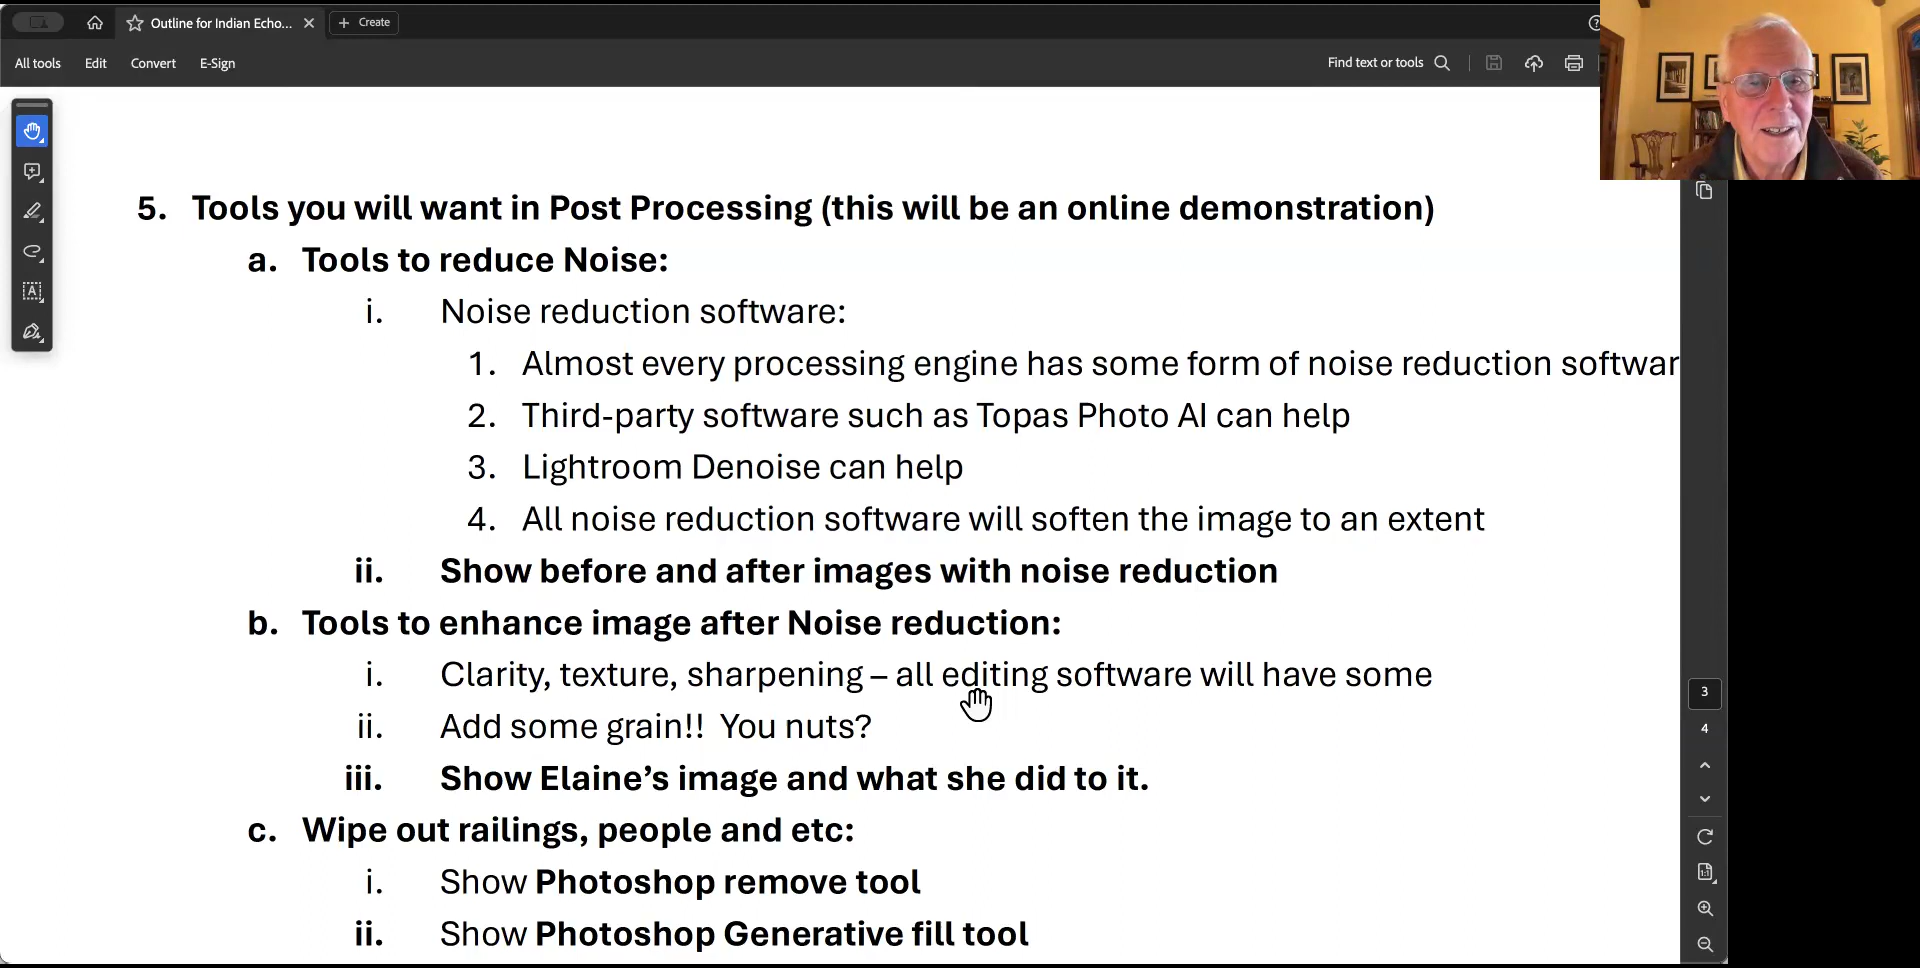 Outline for Indian Echo...
Create
All tools Edit Convert E-Sign
Find text or tools
5. Tools you will want in Post Processing (this will be an online demonstration)
a. Tools to reduce Noise:
i. Noise reduction software:
1. Almost every processing engine has some form of noise reduction softwar
2. Third-party software such as Topas Photo AI can help
3. Lightroom Denoise can help
4. All noise reduction software will soften the image to an extent
ii. Show before and after images with noise reduction
b. Tools to enhance image after Noise reduction:
i. Clarity, texture, sharpening – all editing software will have some
ii. Add some grain!! You nuts?
iii. Show Elaine’s image and what she did to it.
c. Wipe out railings, people and etc:
i. Show Photoshop remove tool
ii. Show Photoshop Generative fill tool
3
4